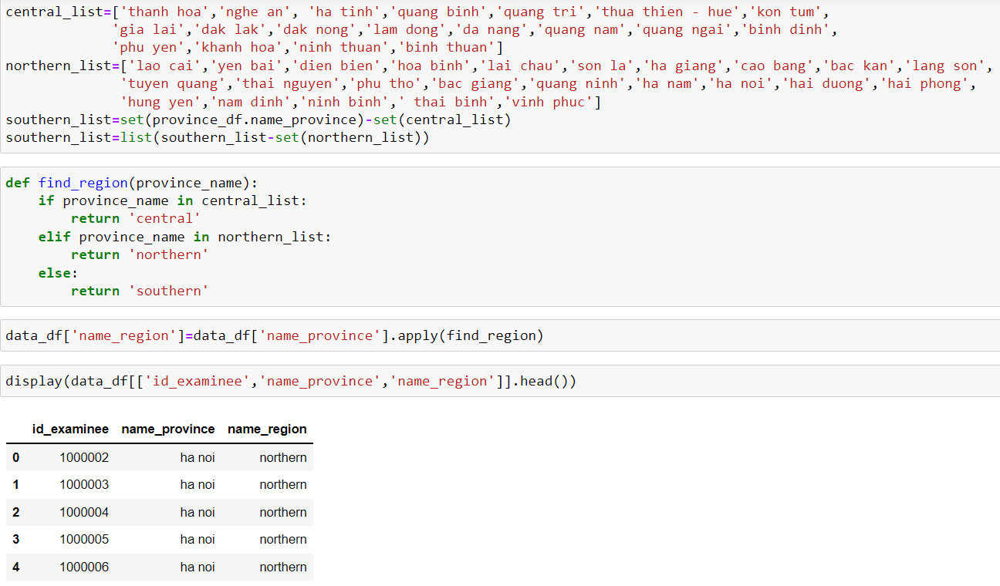 central_list=['thanh hoa','nghe an', 'ha tinh','quang binh','quang tri','thua thien - hue','kon tum',
'gia lai','dak lak','dak nong','lam dong','da nang','quang nam','quang ngai','binh dinh',
'phu yen','khanh hoa','ninh thuan','binh thuan']
northern_list=['lao cai','yen bai','dien bien','hoa binh','lai chau','son la','ha giang','cao bang','bac kan','lang son',
'tuyen quang','thai nguyen','phu tho','bac giang','quang ninh','ha nam','ha noi','hai duong','hai phong',
'hung yen','nam dinh','ninh binh',' thai binh','vinh phuc']
southern_list=set(province_df.name_province)-set(central_list)
southern_list=list(southern_list-set(northern_list))
def find_region(province_name):
if province_name in central_list:
return 'central'
elif province_name in northern_list:
return 'northern'
else:
return 'southern'
data_df['name_region']=data_df['name_province'].apply(find_region)
display(data_df[['id_examinee','name_province','name_region']].head())
id_examinee name_province name_region
0 1000002 ha noi northern
1 1000003 ha noi northern
2 1000004 ha noi northern
3 1000005 ha noi northern
4 1000006 ha noi northern